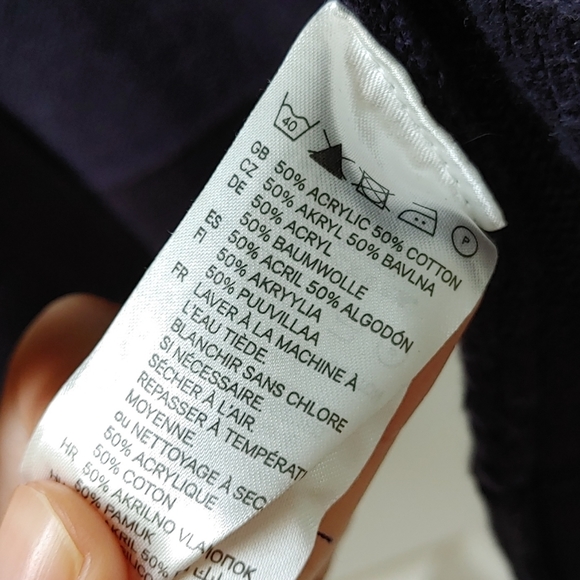 40
P
GB 50% ACRYLIC 50% COTTON
CZ 50% AKRYL 50% BAVLNA
DE 50% ACRYL
50% BAUMWOLLE
ES 50% ACRIL 50% ALGODÓN
FI 50% AKRYYLIA
50% PUUVILLAA
FR LAVER À LA MACHINE À
L'EAU TIÈDE.
BLANCHIR SANS CHLORE
SI NÉCESSAIRE.
SÉCHER À L'AIR.
REPASSER À TEMPÉRAT
MOYENNE.
ou NETTOYAGE À SEC.
50% ACRYLIQUE
50% COTON
HR 50% AKRILNO VLAIOПOK
50% PAMUK
50%